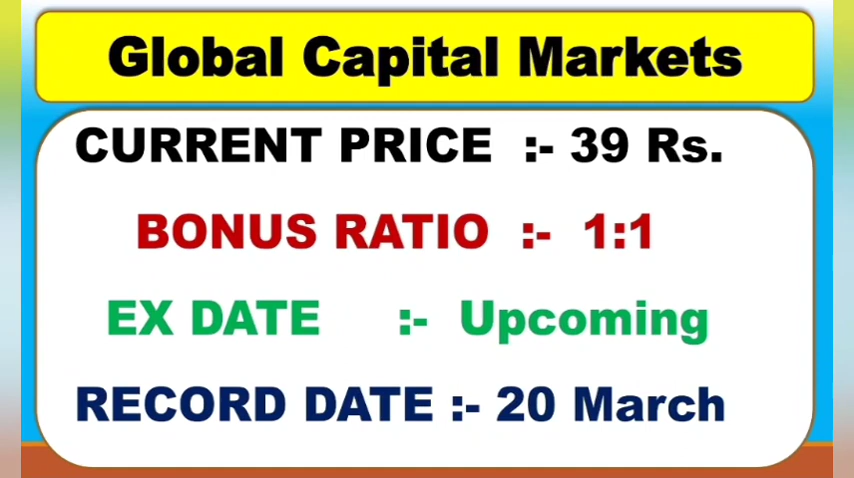 Global Capital Markets
CURRENT PRICE :- 39 Rs.
BONUS RATIO :- 1:1
EX DATE :- Upcoming
RECORD DATE :- 20 March